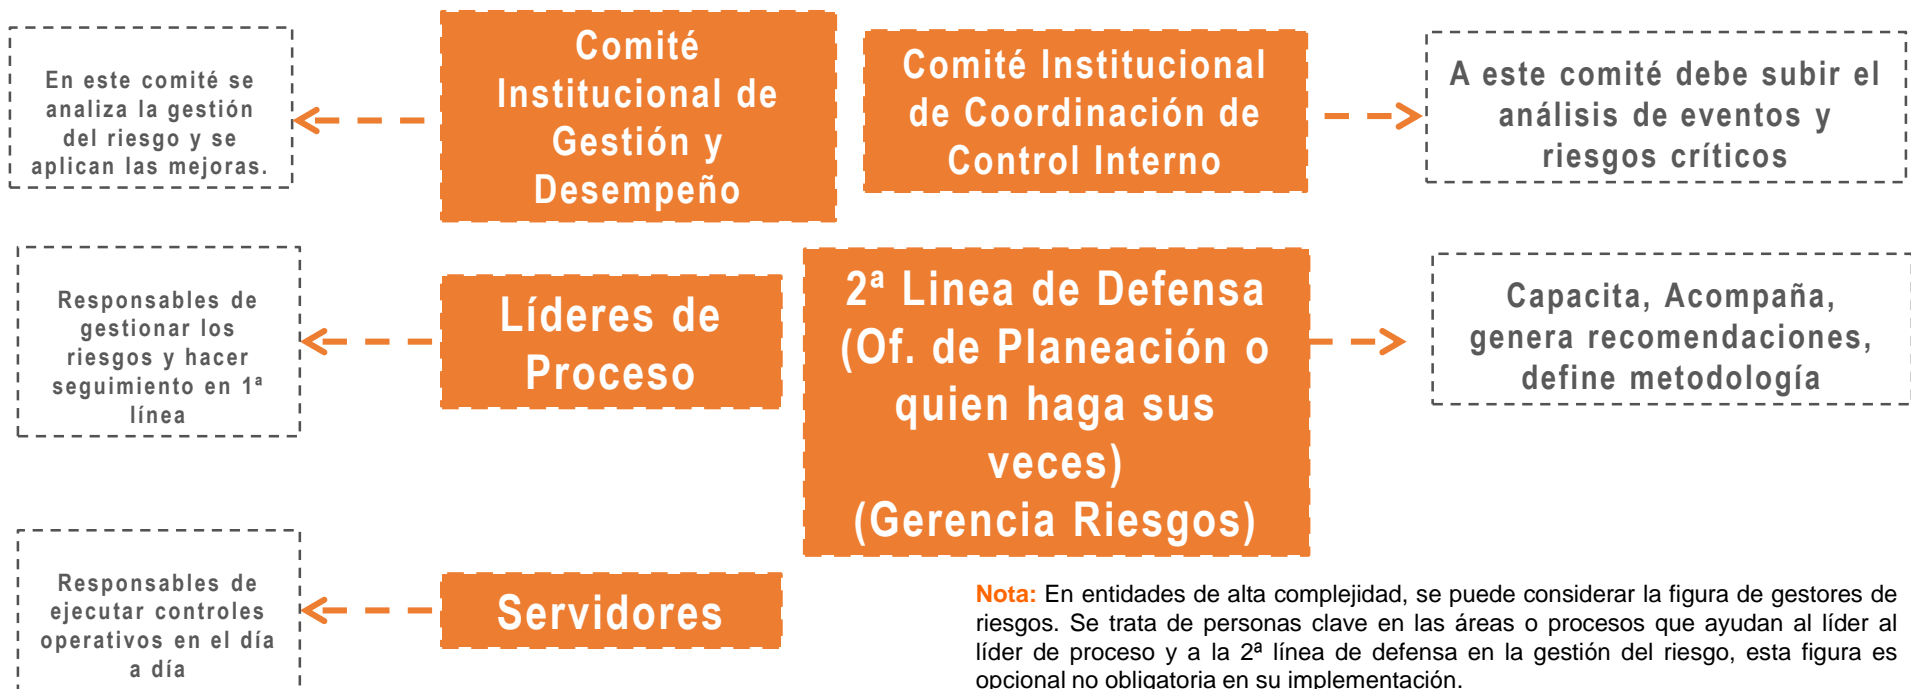 En este comité se
analiza la gestión
del riesgo y se
aplican las mejoras.
Comité
Institucional de
Gestión y
Desempeño
Comité Institucional
de Coordinación de
Control Interno
A este comité debe subir el
análisis de eventos y
riesgos críticos
Responsables de
gestionar los
riesgos y hacer
seguimiento en 1ª
línea
Líderes de
Proceso
2ª Linea de Defensa
(Of. de Planeación o
quien haga sus
veces)
(Gerencia Riesgos)
Capacita, Acompaña,
genera recomendaciones,
define metodología
Responsables de
ejecutar controles
operativos en el día
a día
Servidores
Nota: En entidades de alta complejidad, se puede considerar la figura de gestores de
riesgos. Se trata de personas clave en las áreas o procesos que ayudan al líder al
líder de proceso y a la 2ª línea de defensa en la gestión del riesgo, esta figura es
opcional no obligatoria en su implementación.